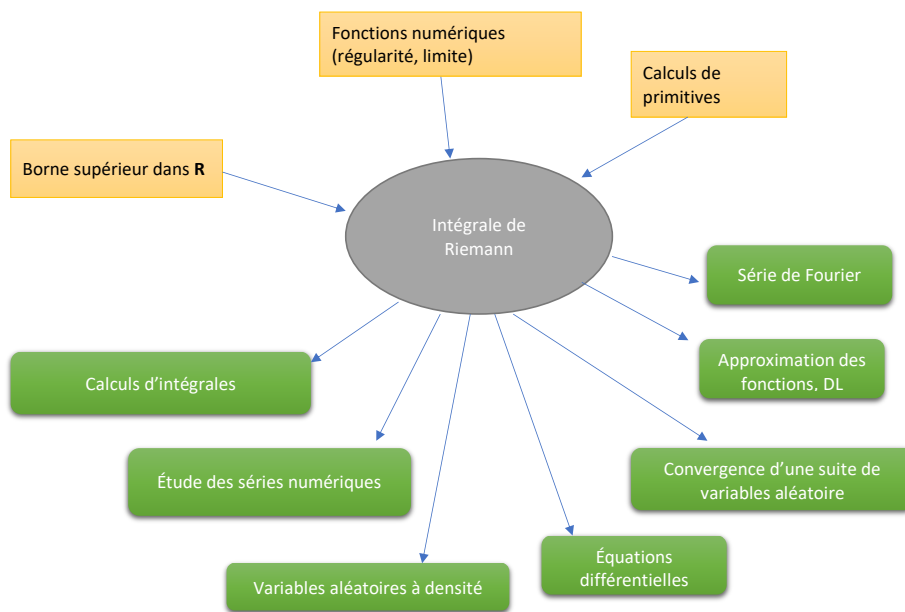 Fonctions numériques
(régularité, limite)
Calculs de
primitives
Borne supérieur dans R
Intégrale de
Riemann
Série de Fourier
Approximation des
fonctions, DL
Calculs d’intégrales
Convergence d’une suite de
variables aléatoire
Étude des séries numériques
Équations
différentielles
Variables aléatoires à densité